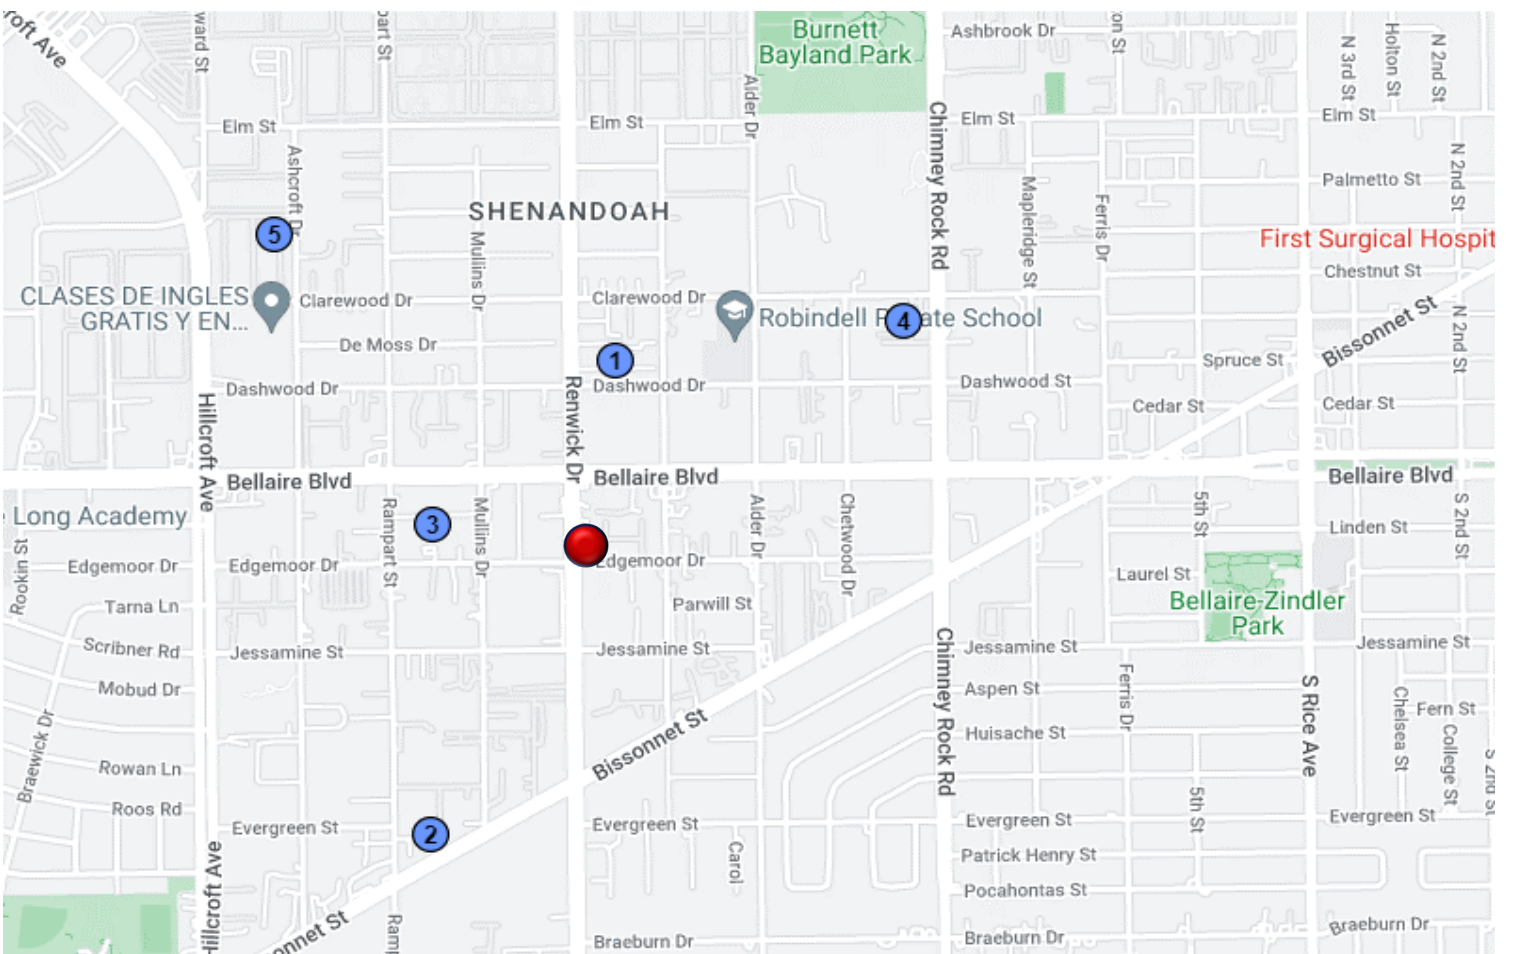 roft Ave
ward St
part St
Burnett
Bayland Park
Ashbrook Dr
on St
N 3rd St
Holton St
N 2nd St
Elm St
Elm St
Alder Dr
Chimney Rock Rd
Elm St
Elm St
Ashcroft Dr
N 2nd St
Palmetto St
SHENANDOAH
Mapleridge St
Ferris Dr
5
Mullins Dr
First Surgical Hospit
Chestnut St
CLASES DE INGLES
GRATIS Y EN...
Clarewood Dr
Clarewood Dr
Robindell P ate School
4
Bissonnet St
N 2nd St
De Moss Dr
1
Spruce St
Dashwood Dr
Renwick Dr
Dashwood Dr
Dashwood St
Cedar St
Cedar St
Hillcroft Ave
Bellaire Blvd
Bellaire Blvd
Bellaire Blvd
e Long Academy
Rampart St
3
Mullins Dr
Alder Dr
Chetwood Dr
5th St
Linden St
S 2nd St
Rookin St
Edgemoor Dr
Edgemoor Dr
Edgemoor Dr
Laurel St
Tarna Ln
Parwill St
Bellaire-Zindler
Park
Scribner Rd
Jessamine St
Jessamine St
Chimney Rock Rd
Jessamine St
Jessamine St
Mobud Dr
Aspen St
Ferris Dr
S Rice Ave
Chelsea St
Fern St
Braewick Dr
Bissonnet St
Huisache St
College St
S 2nd St
Rowan Ln
Roos Rd
5th St
Evergreen St
2
Evergreen St
Evergreen St
Evergreen St
Hillcroft Ave
Carol
Patrick Henry St
Pocahontas St
onnet St
Ramp
Braeburn Dr
Braeburn Dr
Braeburn Dr